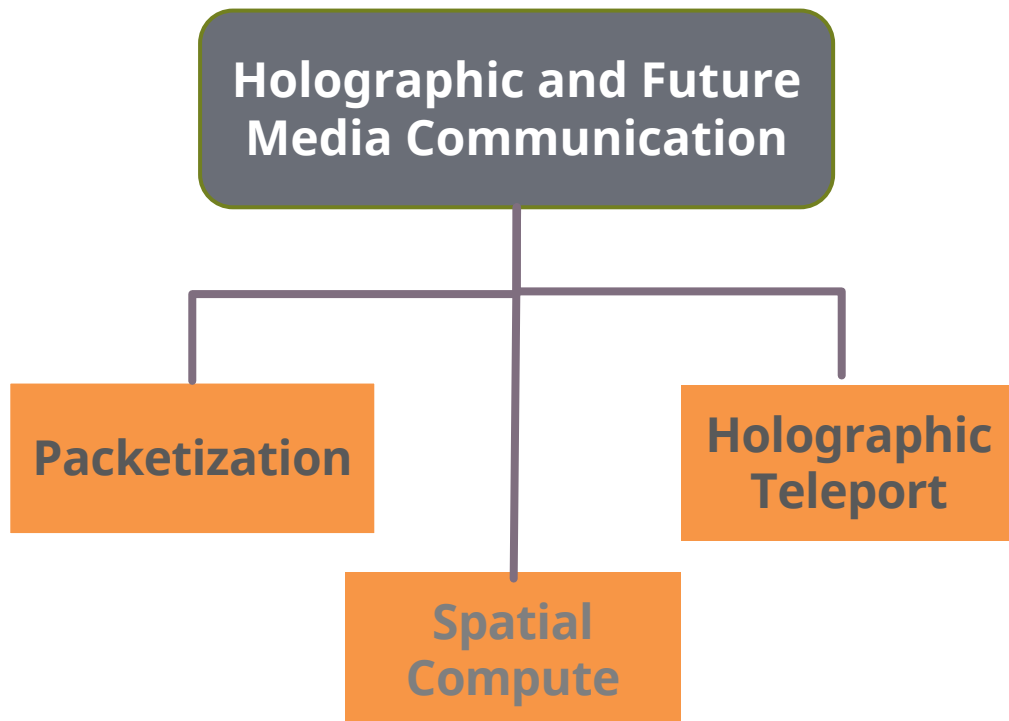 Holographic and Future
Media Communication
Packetization
Holographic
Teleport
Spatial
Compute